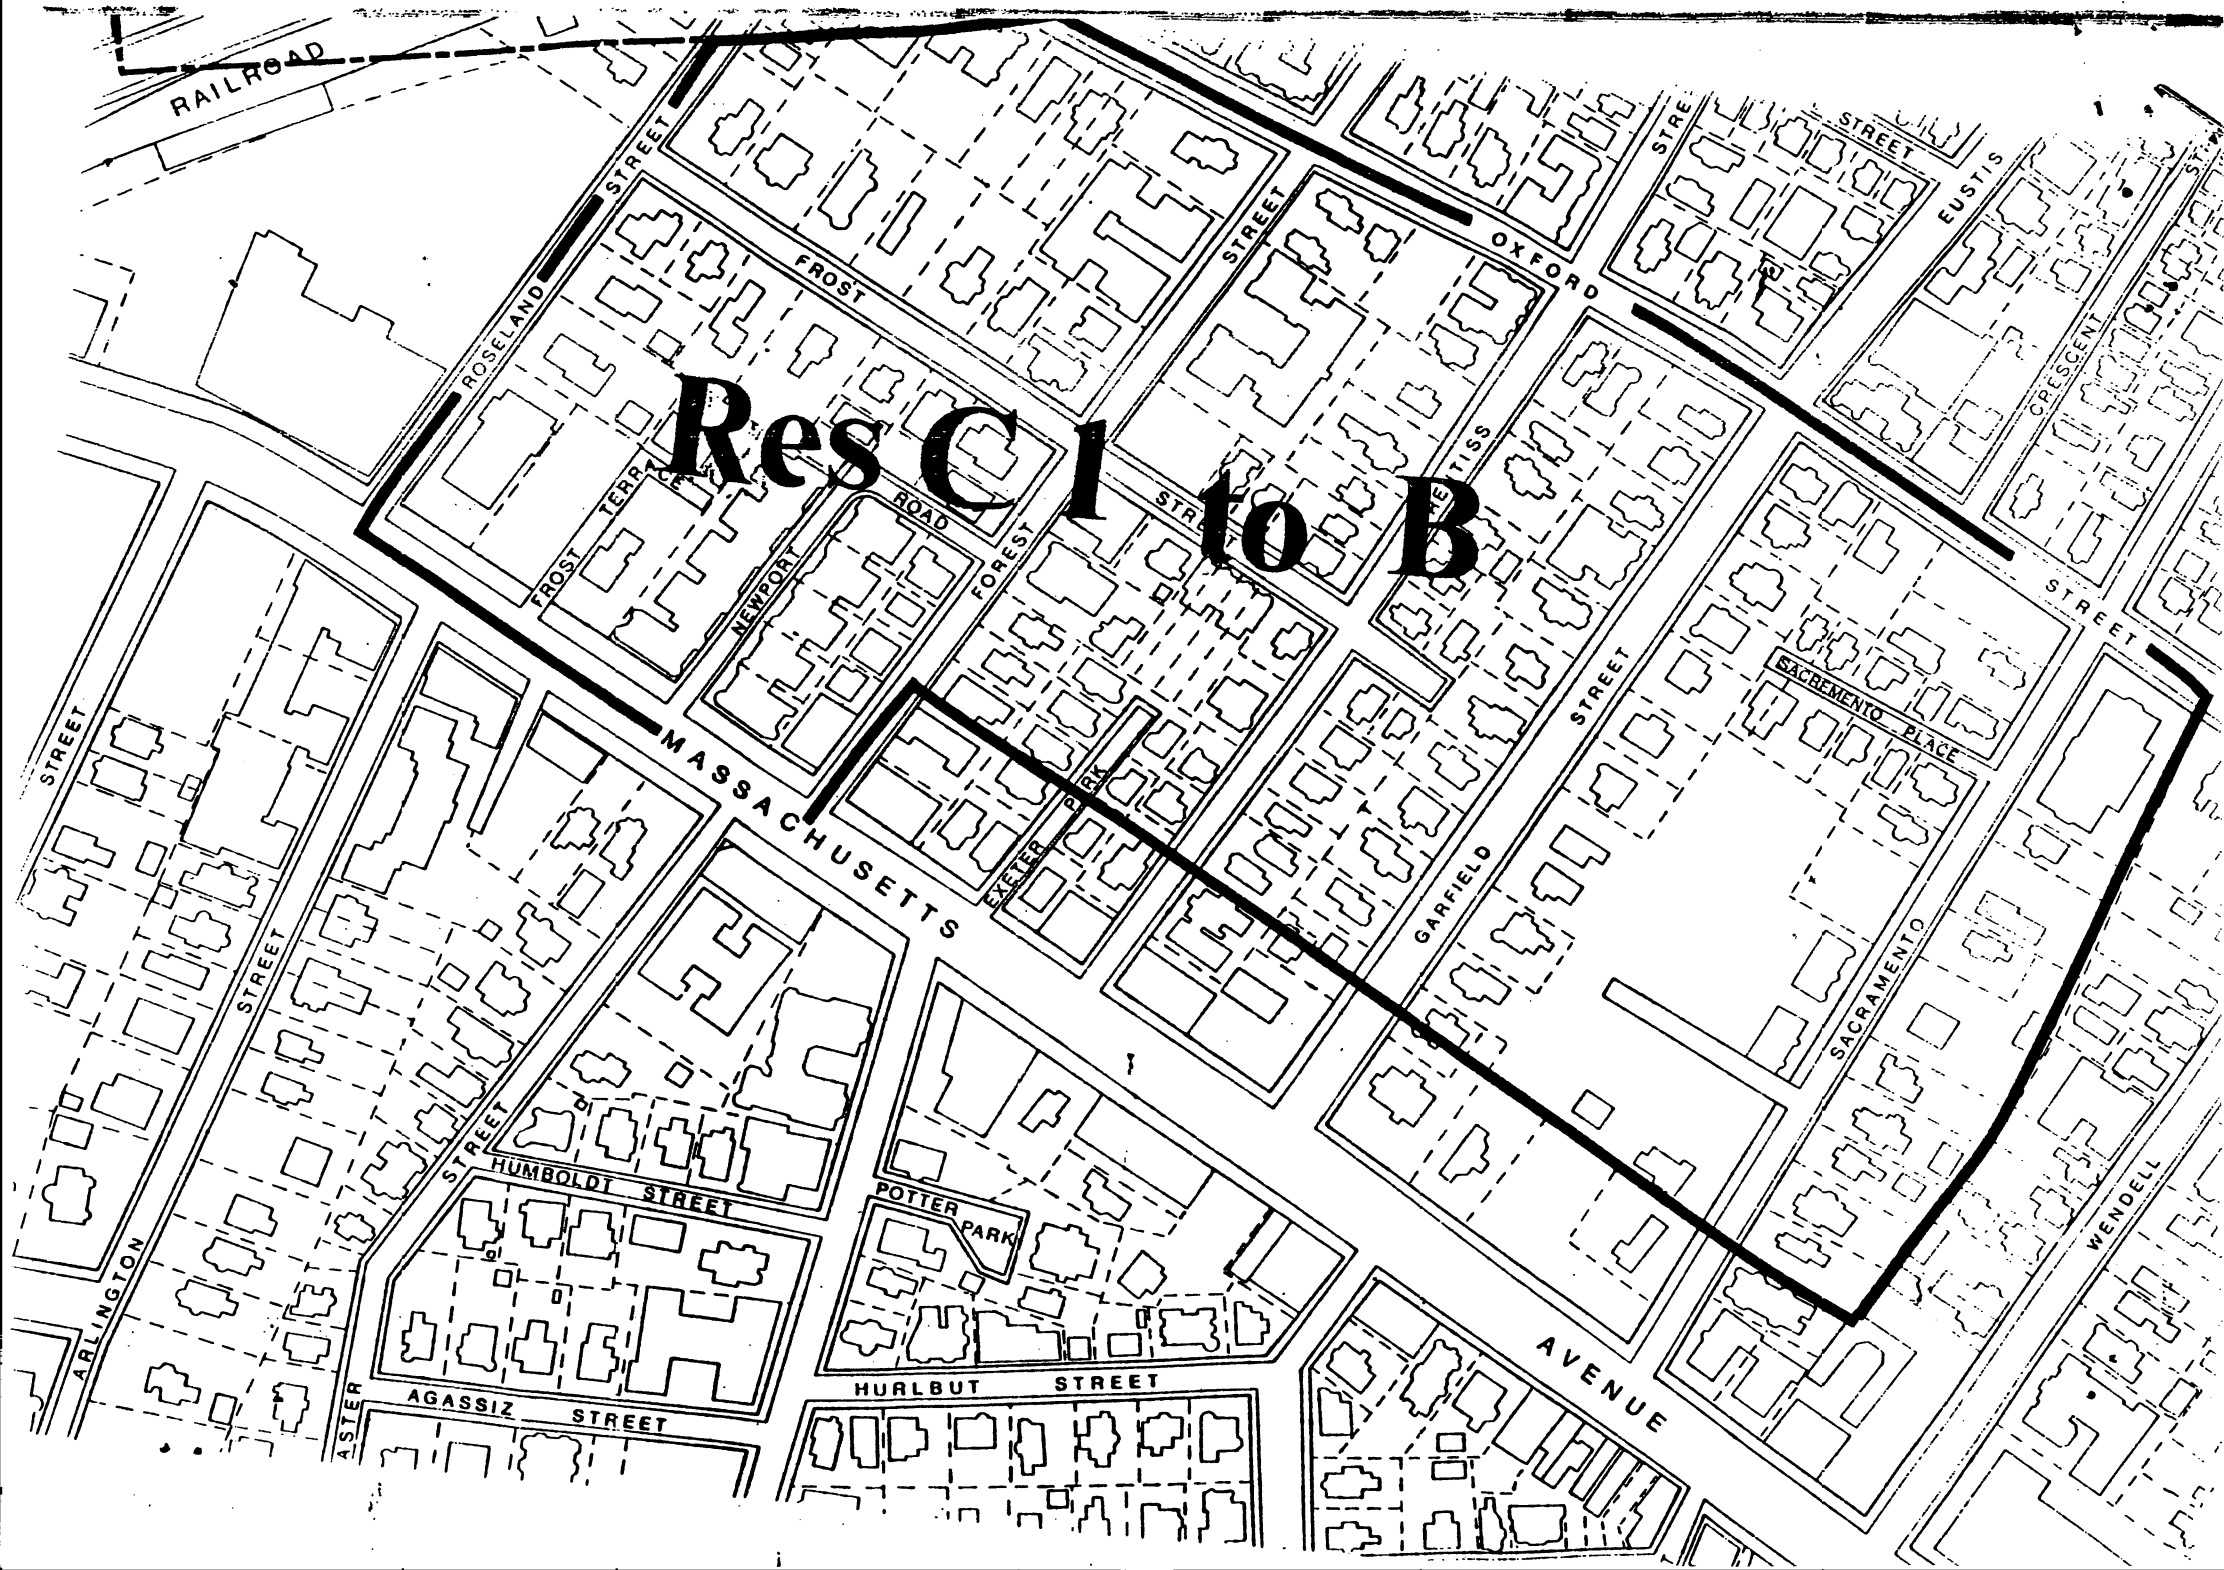 RAILROAD
STREET
STRE
STREET
EUSTIS
ROSELAND
FROST
STREET
OXFORD
CRESCENT
Res C 1 to B
FROST TERRACE
NEWPORT
ROAD
FOREST
STREET
SACREMENTO PLACE
STREET
STREET
MASSACHUSETTS
EXETER PARK
GARFIELD
STREET
SACRAMENTO
WENDELL
STREET
HUMBOLDT STREET
POTTER
PARK
ARLINGTON
ASTER
AGASSIZ STREET
HURLBUT STREET
AVENUE